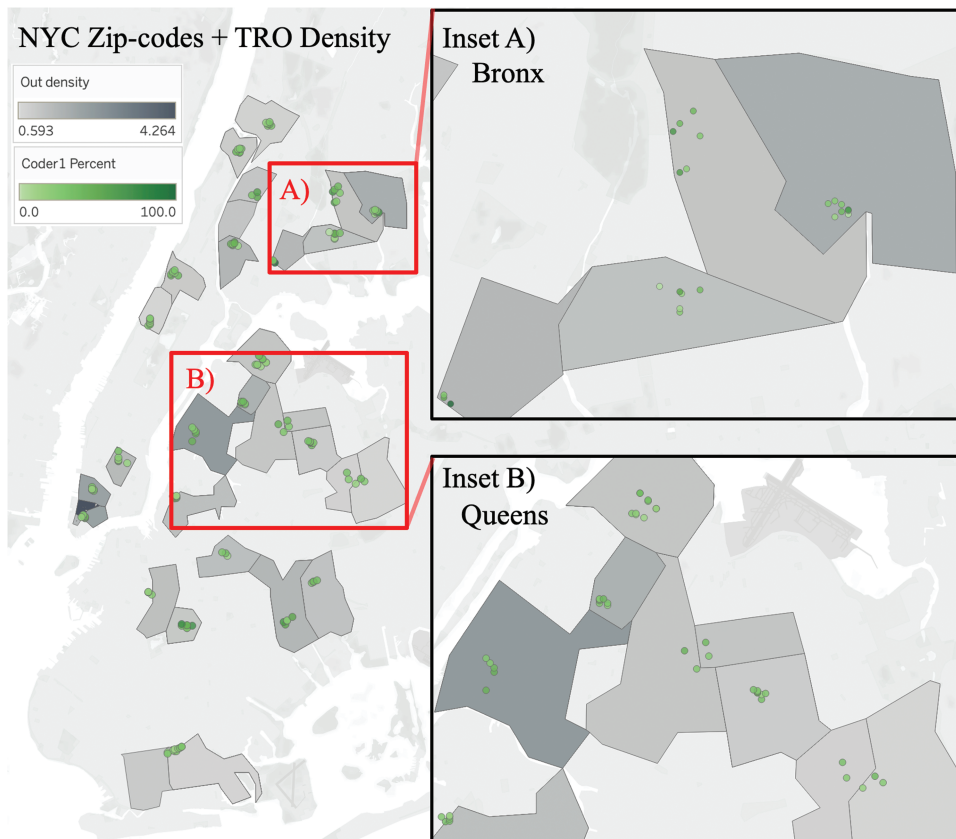 NYC Zip-codes + TRO Density
Out density
0.593 4.264
Coder1 Percent
0.0 100.0
A)
B)
Inset A)
Bronx
Inset B)
Queens